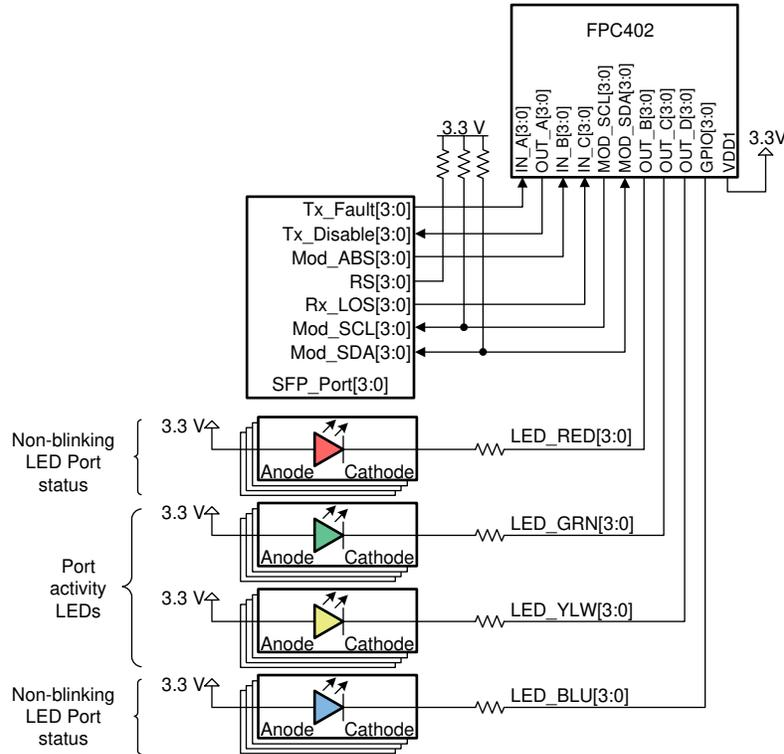 FPC402
IN_A[3:0]
OUT_A[3:0]
IN_B[3:0]
IN_C[3:0]
MOD_SCL[3:0]
MOD_SDA[3:0]
OUT_B[3:0]
OUT_C[3:0]
OUT_D[3:0]
GPIO[3:0]
VDD1
3.3V
3.3 V
Tx_Fault[3:0]
Tx_Disable[3:0]
Mod_ABS[3:0]
RS[3:0]
Rx_LOS[3:0]
Mod_SCL[3:0]
Mod_SDA[3:0]
SFP_Port[3:0]
Non-blinking
LED Port
status
3.3 V
Anode Cathode
LED_RED[3:0]
Port
activity
LEDs
3.3 V
Anode Cathode
LED_GRN[3:0]
3.3 V
Anode Cathode
LED_YLW[3:0]
Non-blinking
LED Port
status
3.3 V
Anode Cathode
LED_BLU[3:0]